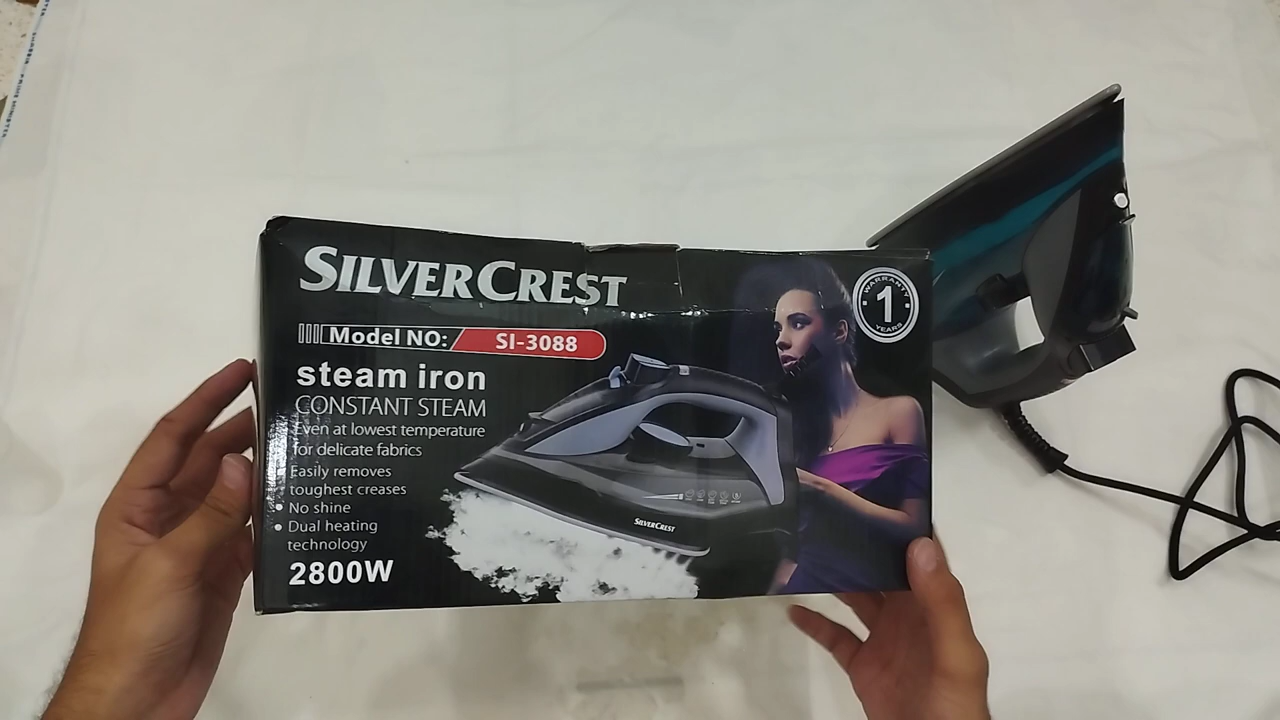 SILVERCREST
Model NO: SI-3088
steam iron
CONSTANT STEAM
Even at lowest temperature
for delicate fabrics
Easily removes
toughest creases
No shine
Dual heating
technology
2800W
WARRANTY
1
YEARS
SILVERCREST